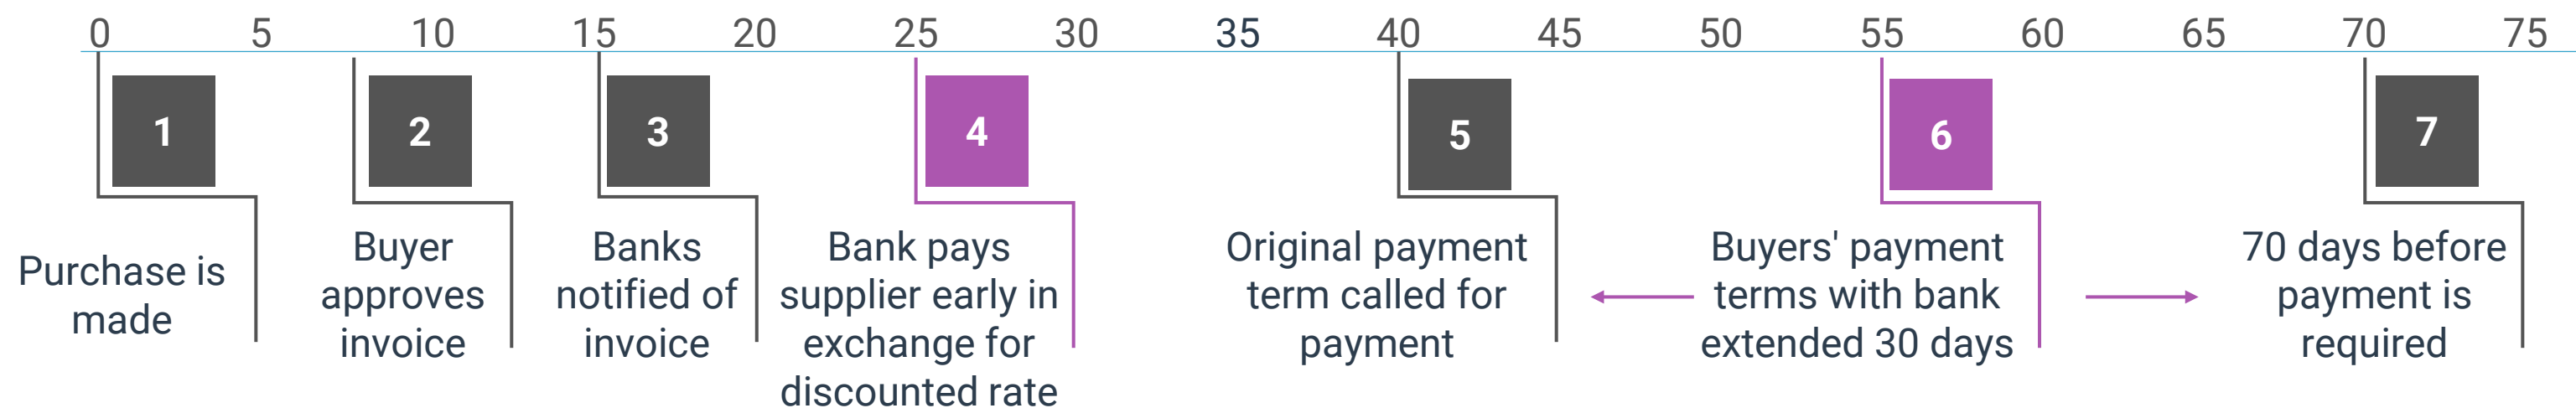 0 5 10 15 20 25 30 35 40 45 50 55 60 65 70 75
1
Purchase is
made
2
Buyer
approves
invoice
3
Banks
notified of
invoice
4
Bank pays
supplier early in
exchange for
discounted rate
5
Original payment
term called for
payment
6
Buyers' payment
terms with bank
extended 30 days
7
70 days before
payment is
required